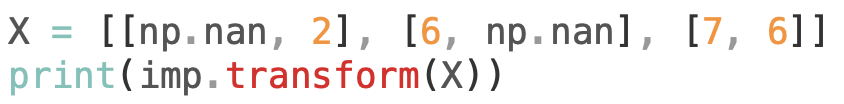 X = [[np.nan, 2], [6, np.nan], [7, 6]]
print(imp.transform(X))